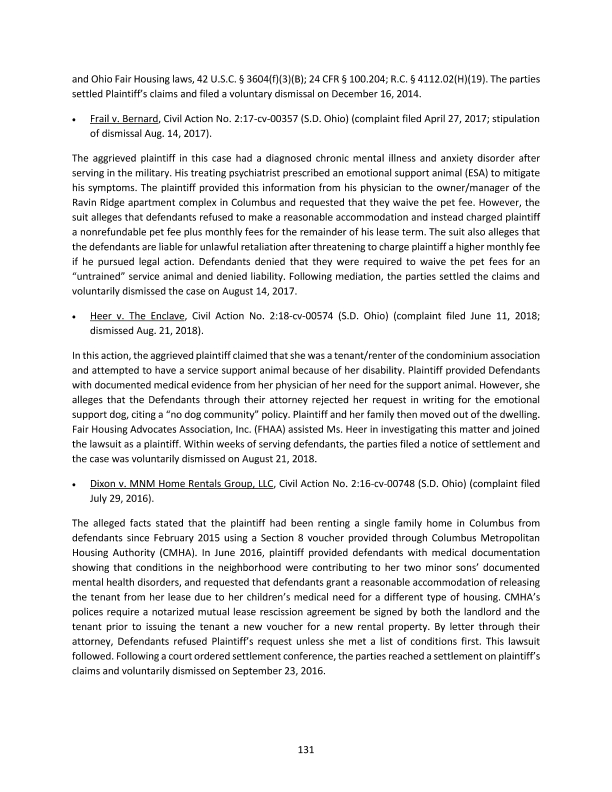 and Ohio Fair Housing laws, 42 U.S.C. § 3604(f)(3)(B); 24 CFR § 100.204; R.C. § 4112.02(H)(19). The parties
settled Plaintiff's claims and filed a voluntary dismissal on December 16, 2014.
• Frail v. Bernard, Civil Action No. 2:17-cv-00357 (S.D. Ohio) (complaint filed April 27, 2017; stipulation
of dismissal Aug. 14, 2017).
The aggrieved plaintiff in this case had a diagnosed chronic mental illness and anxiety disorder after
serving in the military. His treating psychiatrist prescribed an emotional support animal (ESA) to mitigate
his symptoms. The plaintiff provided this information from his physician to the owner/manager of the
Ravin Ridge apartment complex in Columbus and requested that they waive the pet fee. However, the
suit alleges that defendants refused to make a reasonable accommodation and instead charged plaintiff
a nonrefundable pet fee plus monthly fees for the remainder of his lease term. The suit also alleges that
the defendants are liable for unlawful retaliation after threatening to charge plaintiff a higher monthly fee
if he pursued legal action. Defendants denied that they were required to waive the pet fees for an
"untrained" service animal and denied liability. Following mediation, the parties settled the claims and
voluntarily dismissed the case on August 14, 2017.
• Heer v. The Enclave, Civil Action No. 2:18-cv-00574 (S.D. Ohio) (complaint filed June 11, 2018;
dismissed Aug. 21, 2018).
In this action, the aggrieved plaintiff claimed that she was a tenant/renter of the condominium association
and attempted to have a service support animal because of her disability. Plaintiff provided Defendants
with documented medical evidence from her physician of her need for the support animal. However, she
alleges that the Defendants through their attorney rejected her request in writing for the emotional
support dog, citing a "no dog community" policy. Plaintiff and her family then moved out of the dwelling.
Fair Housing Advocates Association, Inc. (FHAA) assisted Ms. Heer in investigating this matter and joined
the lawsuit as a plaintiff. Within weeks of serving defendants, the parties filed a notice of settlement and
the case was voluntarily dismissed on August 21, 2018.
• Dixon v. MNM Home Rentals Group, LLC, Civil Action No. 2:16-cv-00748 (S.D. Ohio) (complaint filed
July 29, 2016).
The alleged facts stated that the plaintiff had been renting a single family home in Columbus from
defendants since February 2015 using a Section 8 voucher provided through Columbus Metropolitan
Housing Authority (CMHA). In June 2016, plaintiff provided defendants with medical documentation
showing that conditions in the neighborhood were contributing to her two minor sons' documented
mental health disorders, and requested that defendants grant a reasonable accommodation of releasing
the tenant from her lease due to her children's medical need for a different type of housing. CMHA's
polices require a notarized mutual lease rescission agreement be signed by both the landlord and the
tenant prior to issuing the tenant a new voucher for a new rental property. By letter through their
attorney, Defendants refused Plaintiff's request unless she met a list of conditions first. This lawsuit
followed. Following a court ordered settlement conference, the parties reached a settlement on plaintiff's
claims and voluntarily dismissed on September 23, 2016.
131